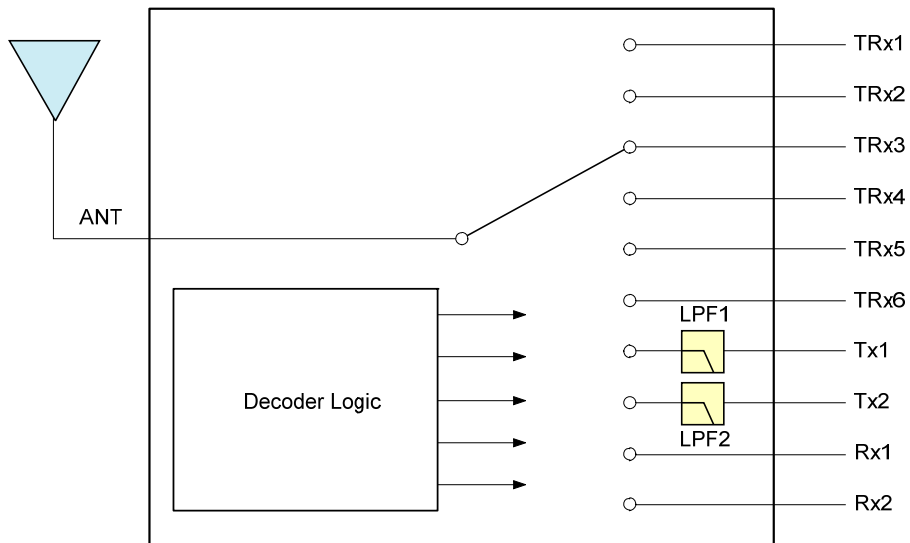 TRx1
TRx2
TRx3
TRx4
ANT
TRx5
TRx6
LPF1
Tx1
Decoder Logic
Tx2
LPF2
Rx1
Rx2